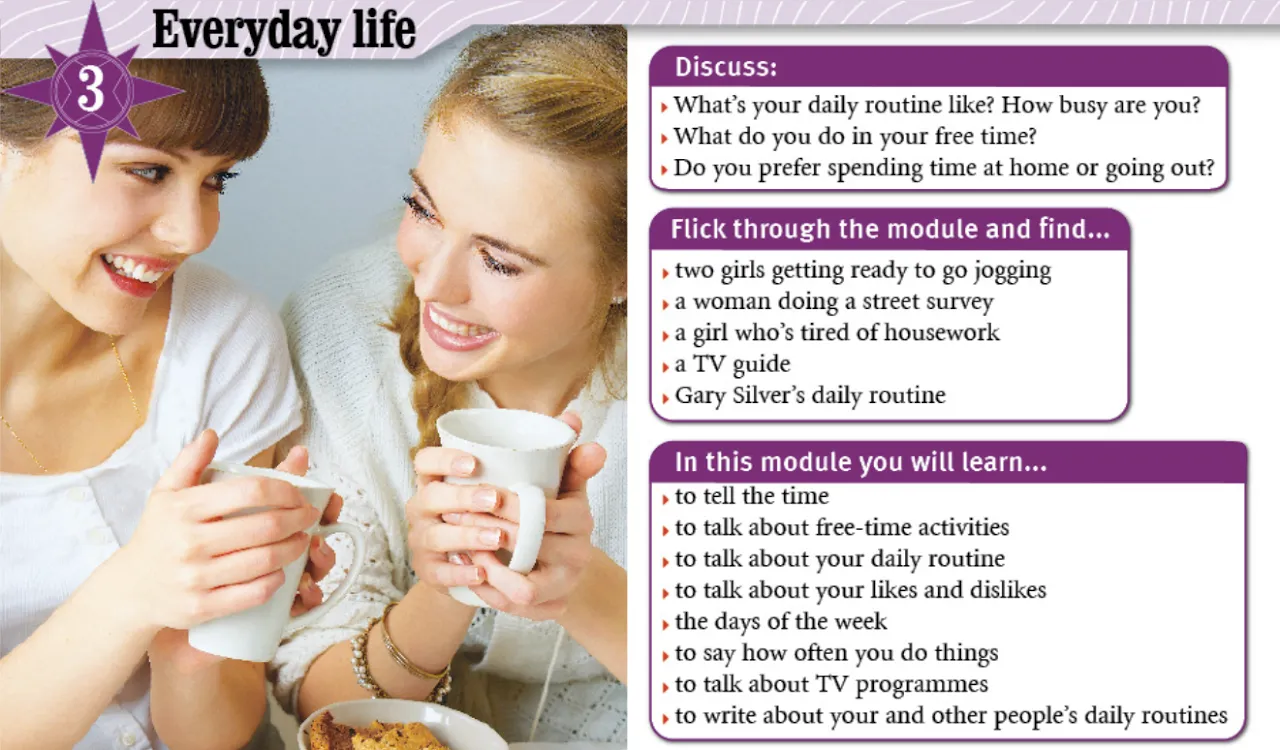 3
Everyday life
Discuss:
What's your daily routine like? How busy are you?
What do you do in your free time?
Do you prefer spending time at home or going out?
Flick through the module and find...
two girls getting ready to go jogging
a woman doing a street survey
a girl who's tired of housework
a TV guide
Gary Silver's daily routine
In this module you will learn...
to tell the time
to talk about free-time activities
to talk about your daily routine
to talk about your likes and dislikes
the days of the week
to say how often you do things
to talk about TV programmes
to write about your and other people's daily routines